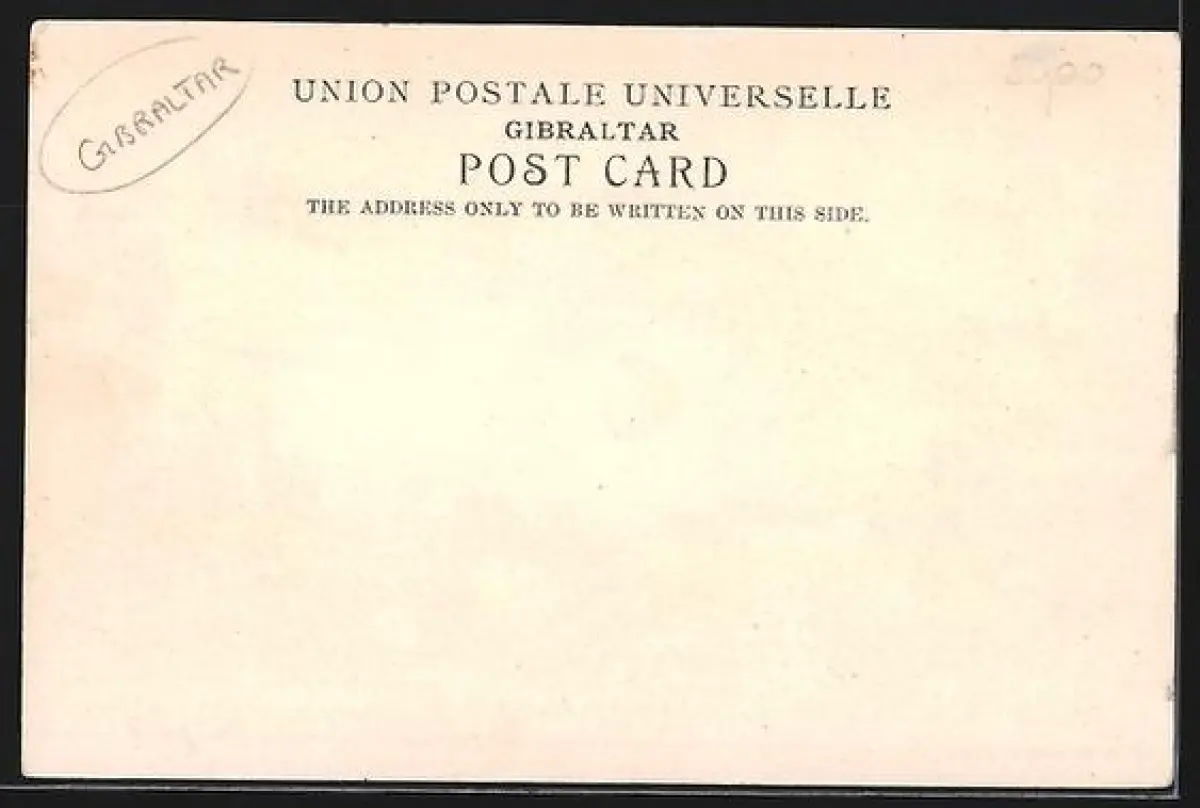 GIBRALTAR
UNION POSTALE UNIVERSELLE
GIBRALTAR
POST CARD
THE ADDRESS ONLY TO BE WRITTEN ON THIS SIDE.